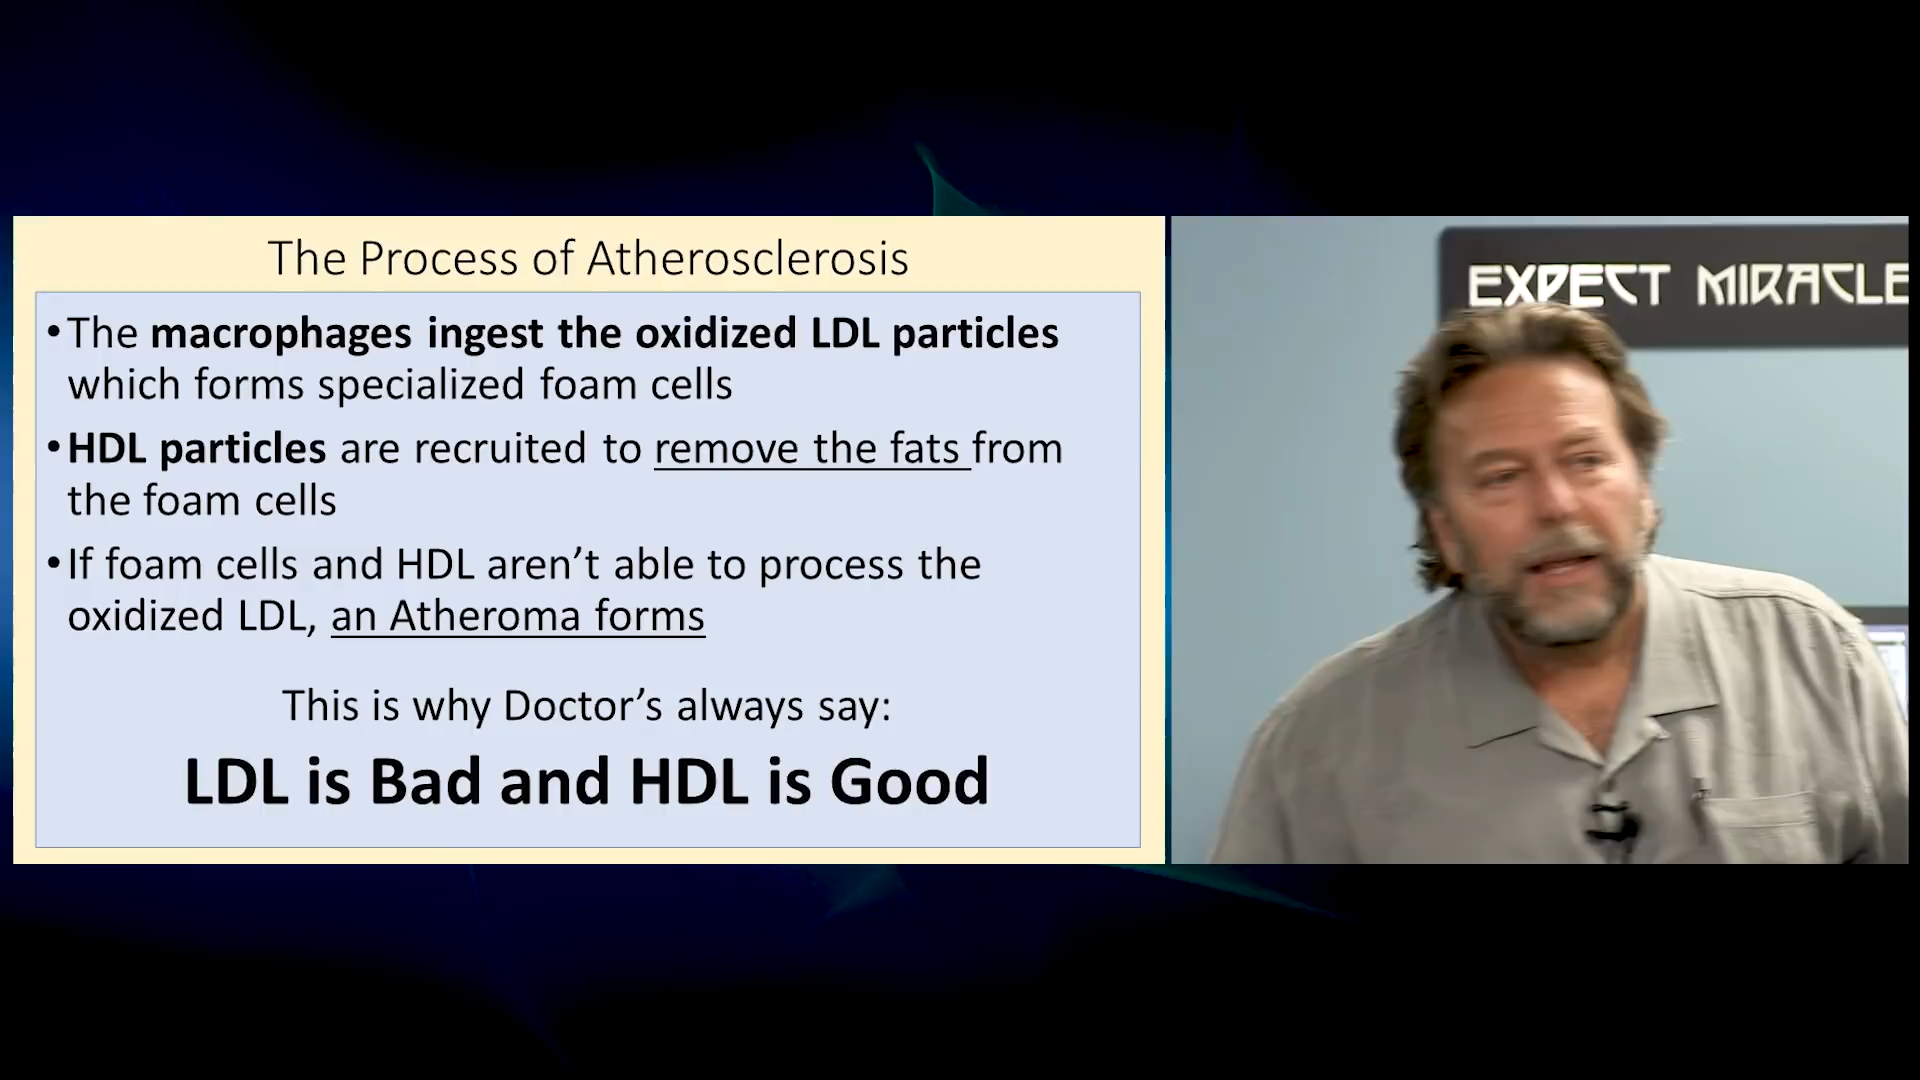 The Process of Atherosclerosis
•The macrophages ingest the oxidized LDL particles
which forms specialized foam cells
•HDL particles are recruited to remove the fats from
the foam cells
•If foam cells and HDL aren’t able to process the
oxidized LDL, an Atheroma forms
This is why Doctor’s always say:
LDL is Bad and HDL is Good
EXPECT MIRACLE